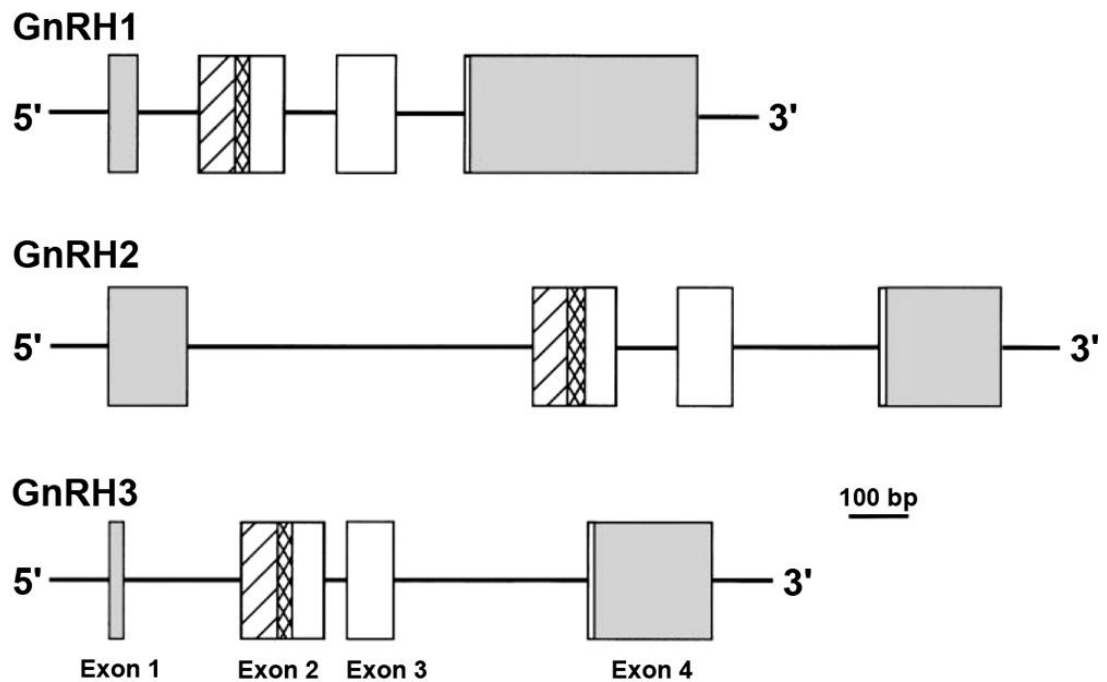 GnRH1
5' 3'
GnRH2
5' 3'
GnRH3
100 bp
5' 3'
Exon 1 Exon 2 Exon 3 Exon 4